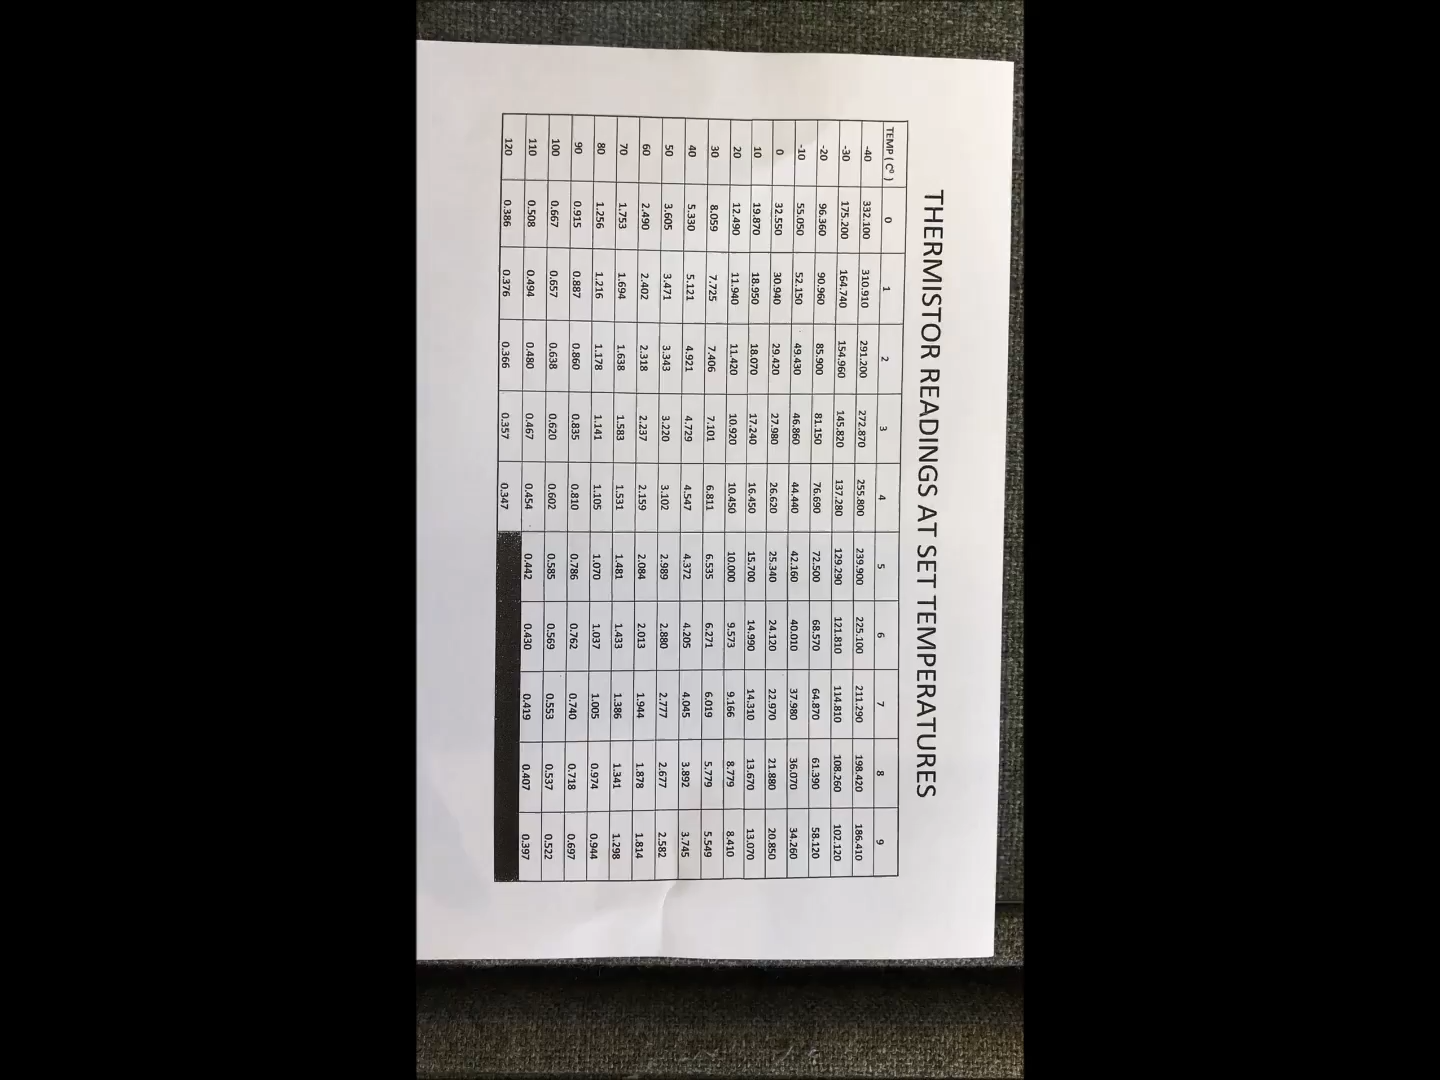 THERMISTOR READINGS AT SET TEMPERATURES
TEMP ( C⁰ ) 0 1 2 3 4 5 6 7 8 9
-40 332.100 310.910 291.200 272.870 255.800 239.900 225.100 211.290 198.420 186.410
-30 175.200 164.740 154.960 145.820 137.280 129.290 121.810 114.810 108.260 102.120
-20 96.360 90.960 85.900 81.150 76.690 72.500 68.570 64.870 61.390 58.120
-10 55.050 52.150 49.430 46.860 44.440 42.160 40.010 37.980 36.070 34.260
0 32.550 30.940 29.420 27.980 26.620 25.340 24.120 22.970 21.880 20.850
10 19.870 18.950 18.070 17.240 16.450 15.700 14.990 14.310 13.670 13.070
20 12.490 11.940 11.420 10.920 10.450 10.000 9.573 9.166 8.779 8.410
30 8.059 7.725 7.406 7.101 6.811 6.535 6.271 6.019 5.779 5.549
40 5.330 5.121 4.921 4.729 4.547 4.372 4.205 4.045 3.892 3.745
50 3.605 3.471 3.343 3.220 3.102 2.989 2.880 2.777 2.677 2.582
60 2.490 2.402 2.318 2.237 2.159 2.084 2.013 1.944 1.878 1.814
70 1.753 1.694 1.638 1.583 1.531 1.481 1.433 1.386 1.341 1.298
80 1.256 1.216 1.178 1.141 1.105 1.070 1.037 1.005 0.974 0.944
90 0.915 0.887 0.860 0.835 0.810 0.786 0.762 0.740 0.718 0.697
100 0.667 0.657 0.638 0.620 0.602 0.585 0.569 0.553 0.537 0.522
110 0.508 0.494 0.480 0.467 0.454 0.442 0.430 0.419 0.407 0.397
120 0.386 0.376 0.366 0.357 0.347